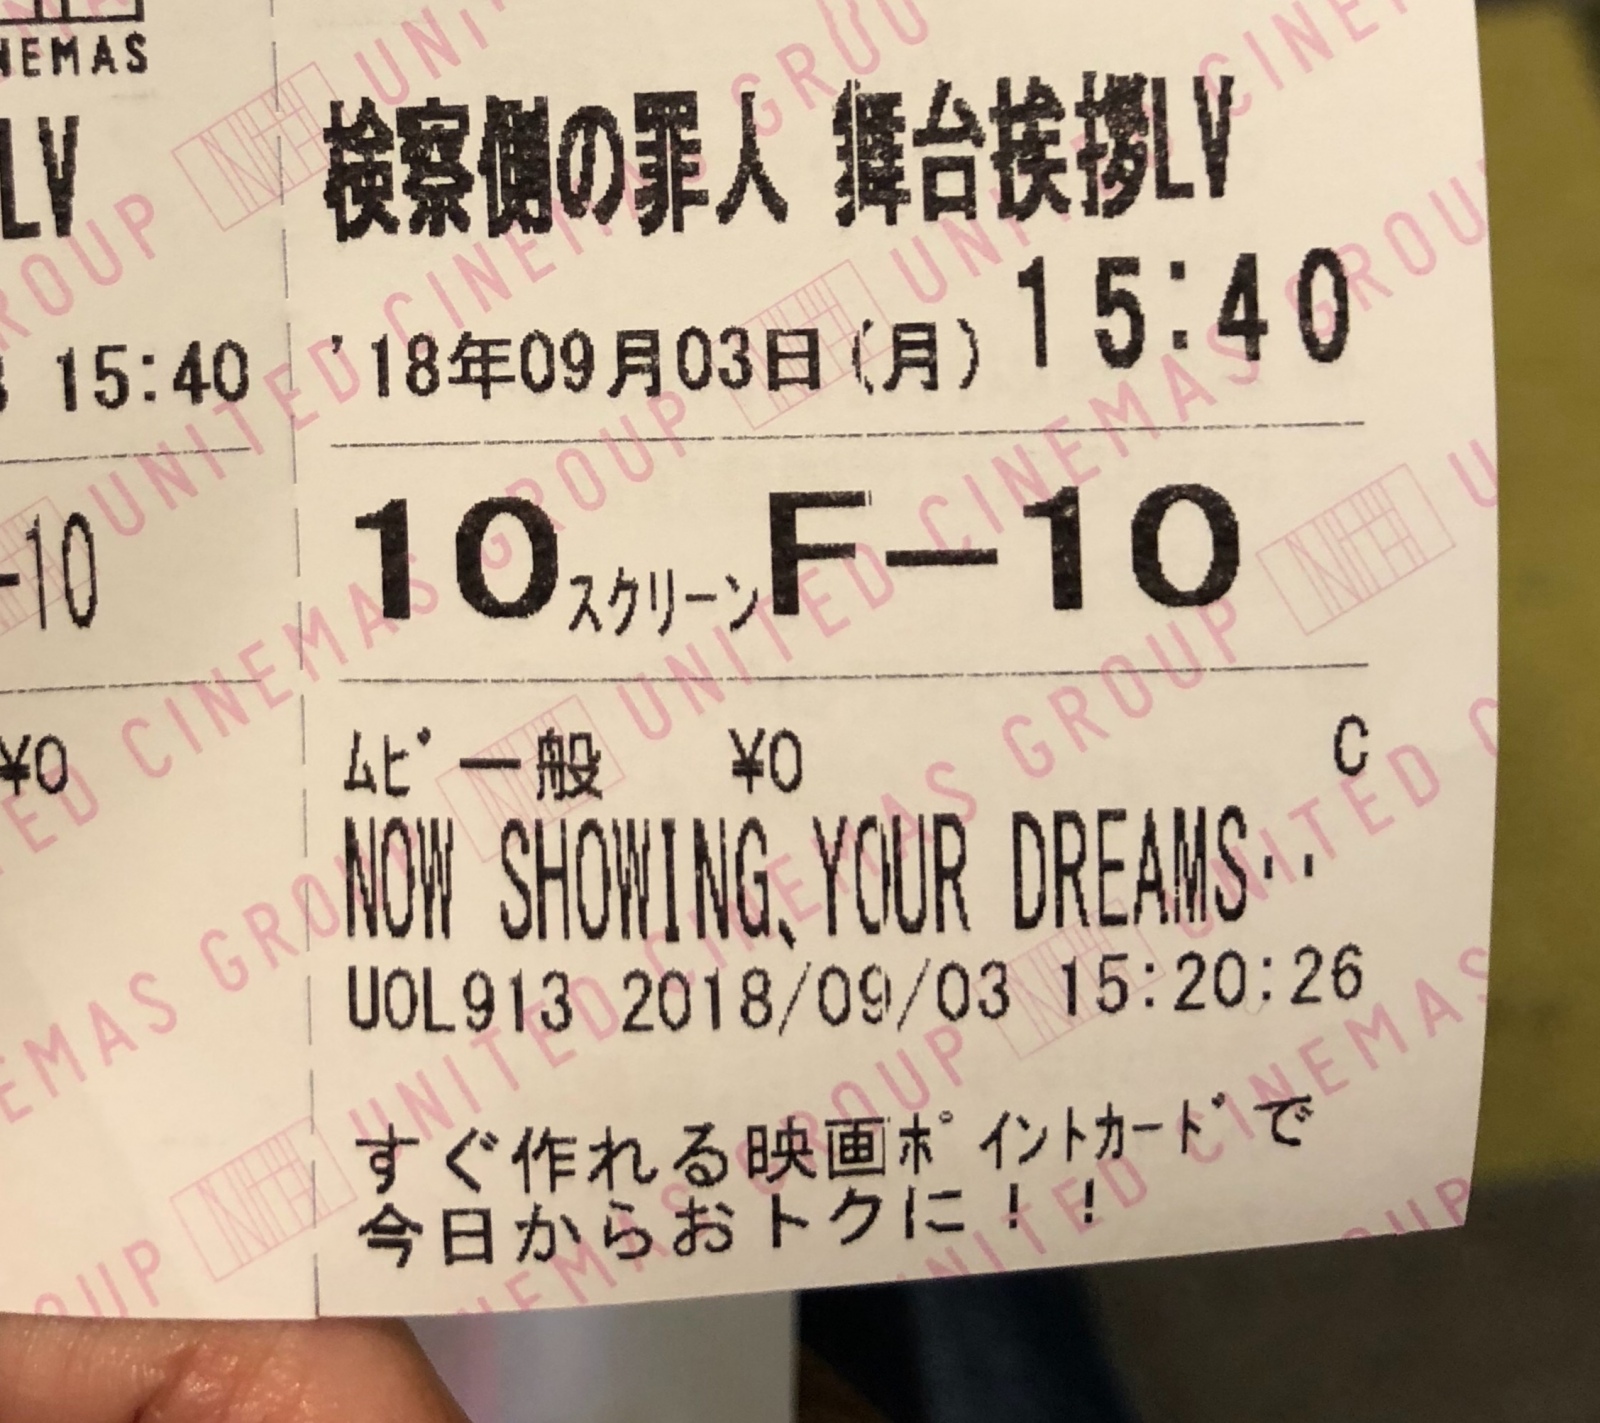 NEMAS
LV
15:40
-10
¥0
検察側の罪人 舞台挨拶LV
'18年09月03日(月) 15:40
10スクリーンF-10
ムビ一般 ¥0 C
NOW SHOWING、YOUR DREAMS・・
UOL913 2018/09/03 15:20:26
すぐ作れる映画ポイントカードで
今日からおトクに!!
UNITED CINEMAS GROUP